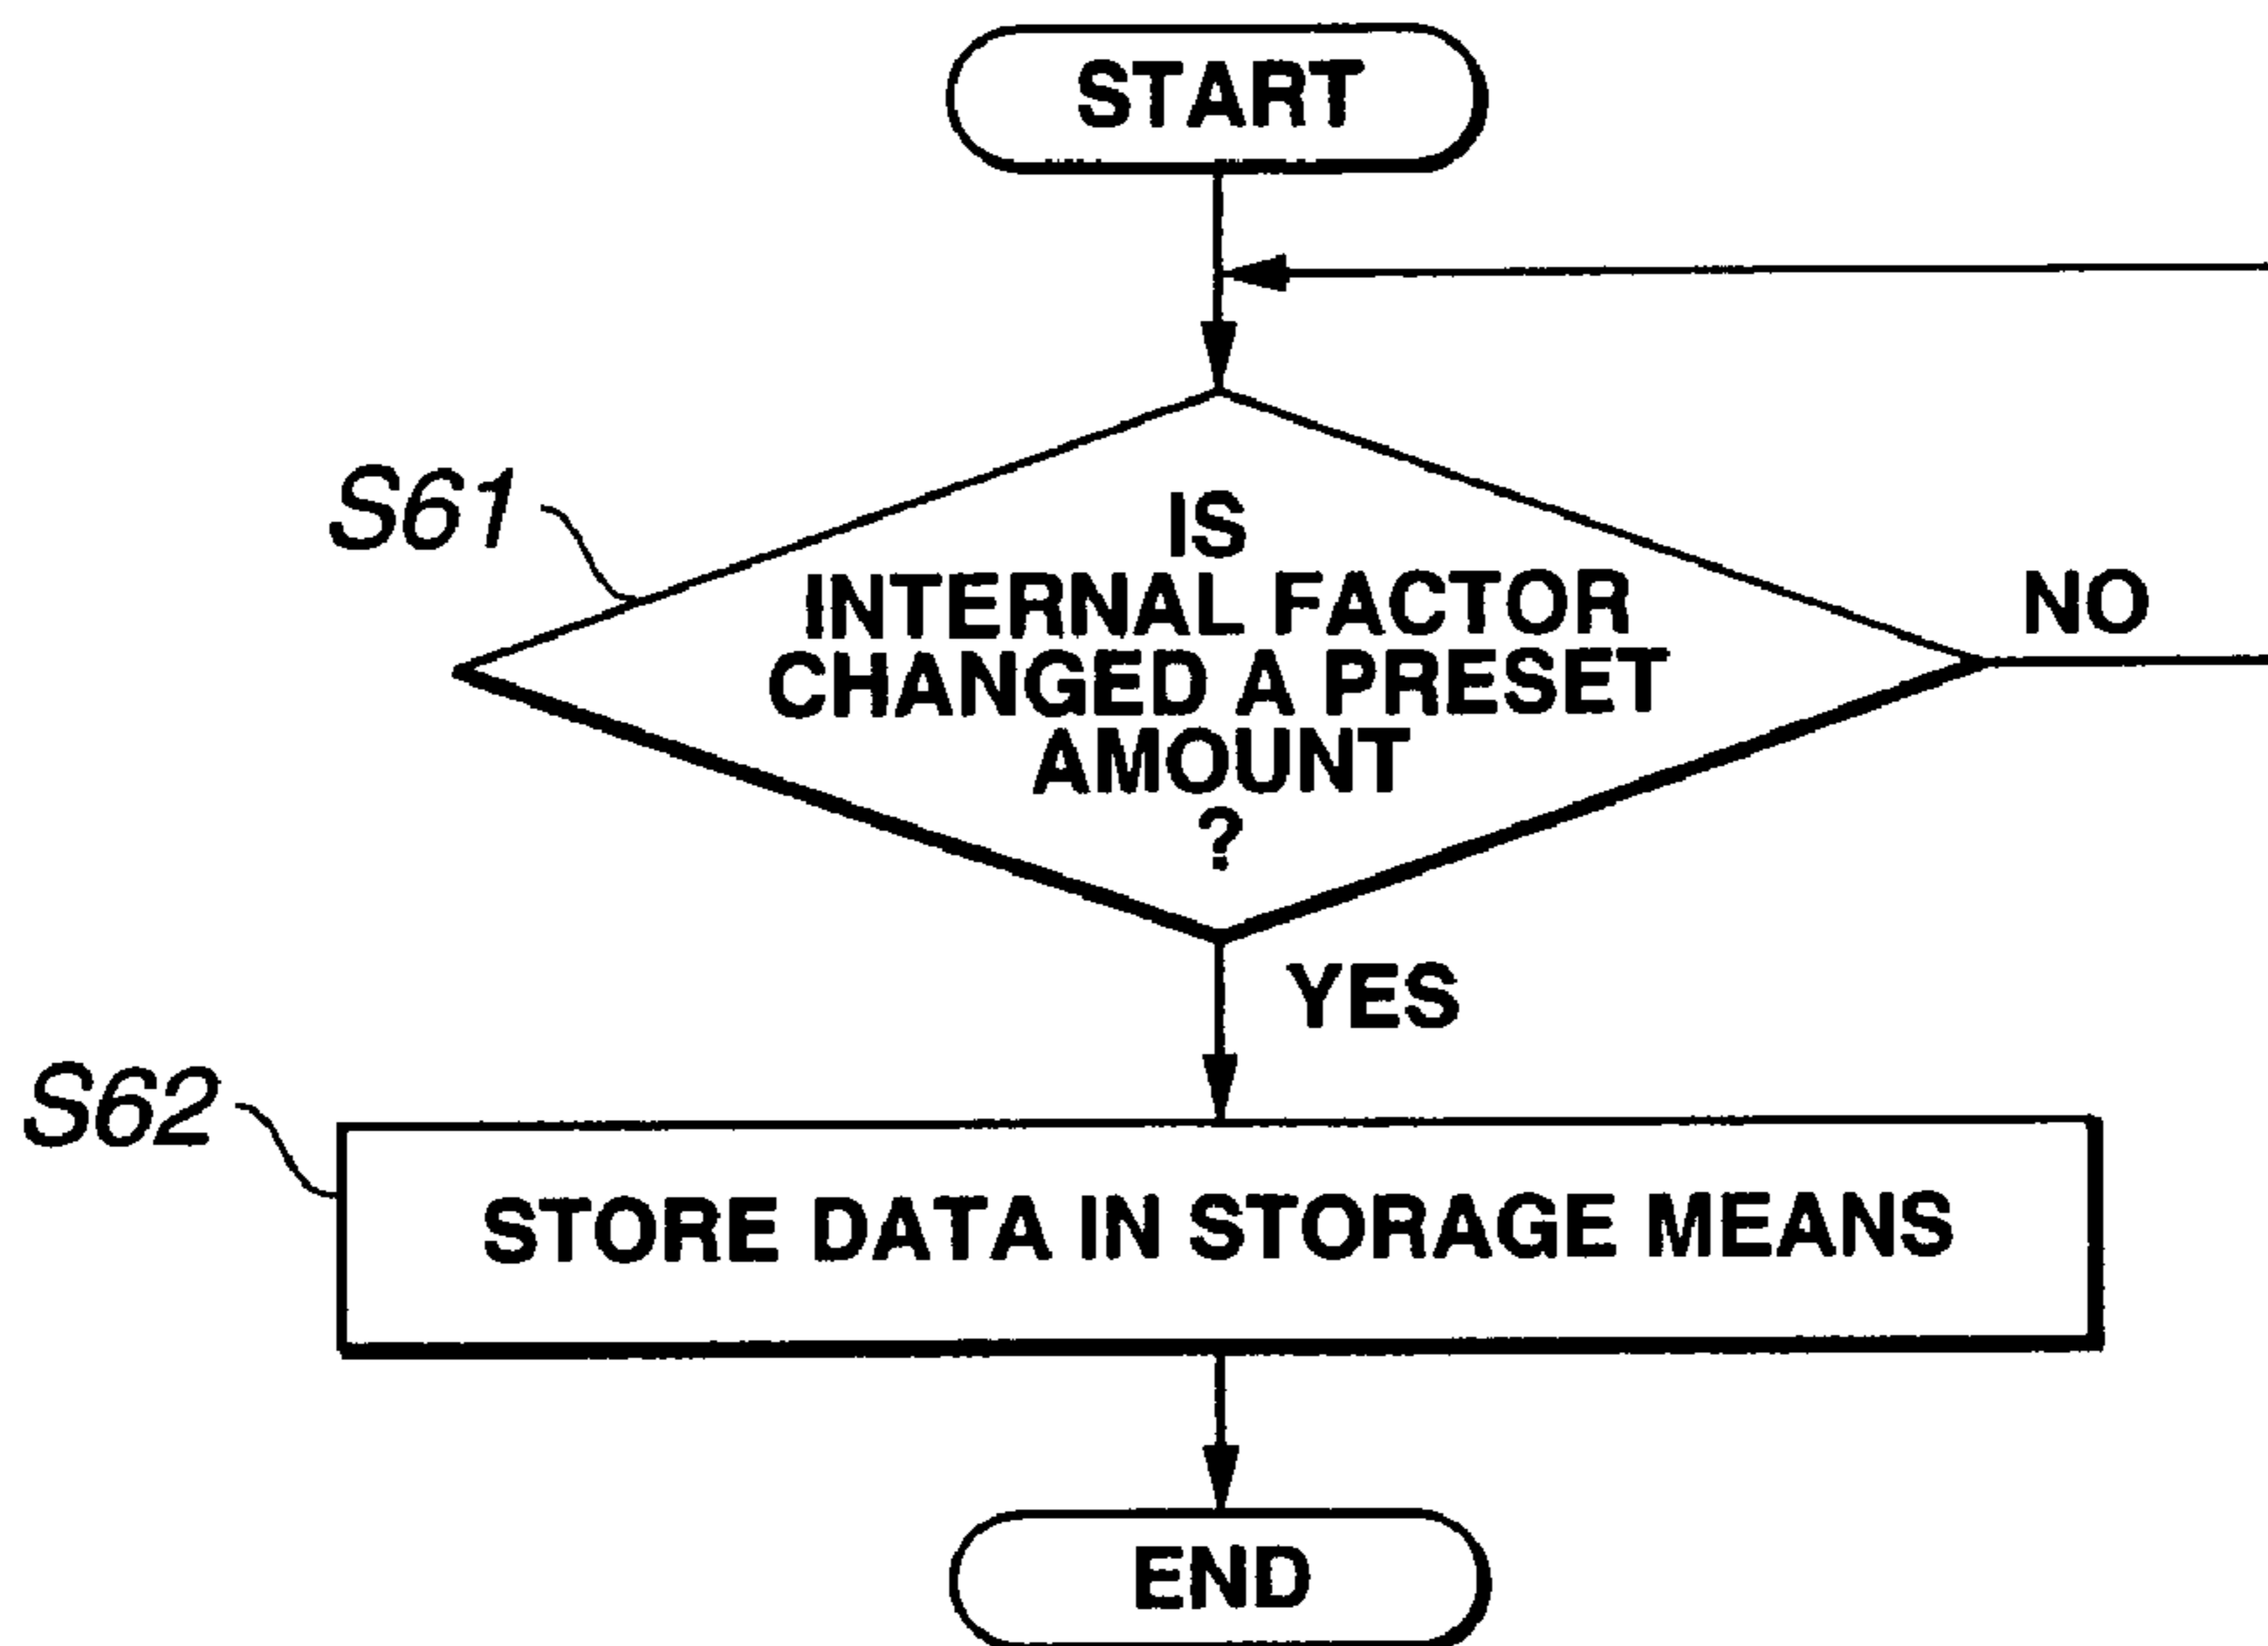 START
S61
IS
INTERNAL FACTOR
CHANGED A PRESET
AMOUNT
?
NO
YES
S62
STORE DATA IN STORAGE MEANS
END